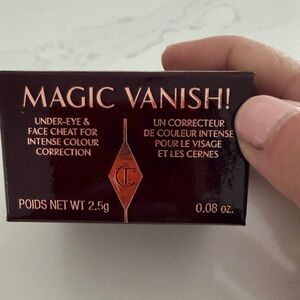 MAGIC VANISH!
UNDER-EYE &
FACE CHEAT FOR
INTENSE COLOUR
CORRECTION
UN CORRECTEUR
DE COULEUR INTENSE
POUR LE VISAGE
ET LES CERNES
CT
POIDS NET WT 2.5g
0.08 oz.